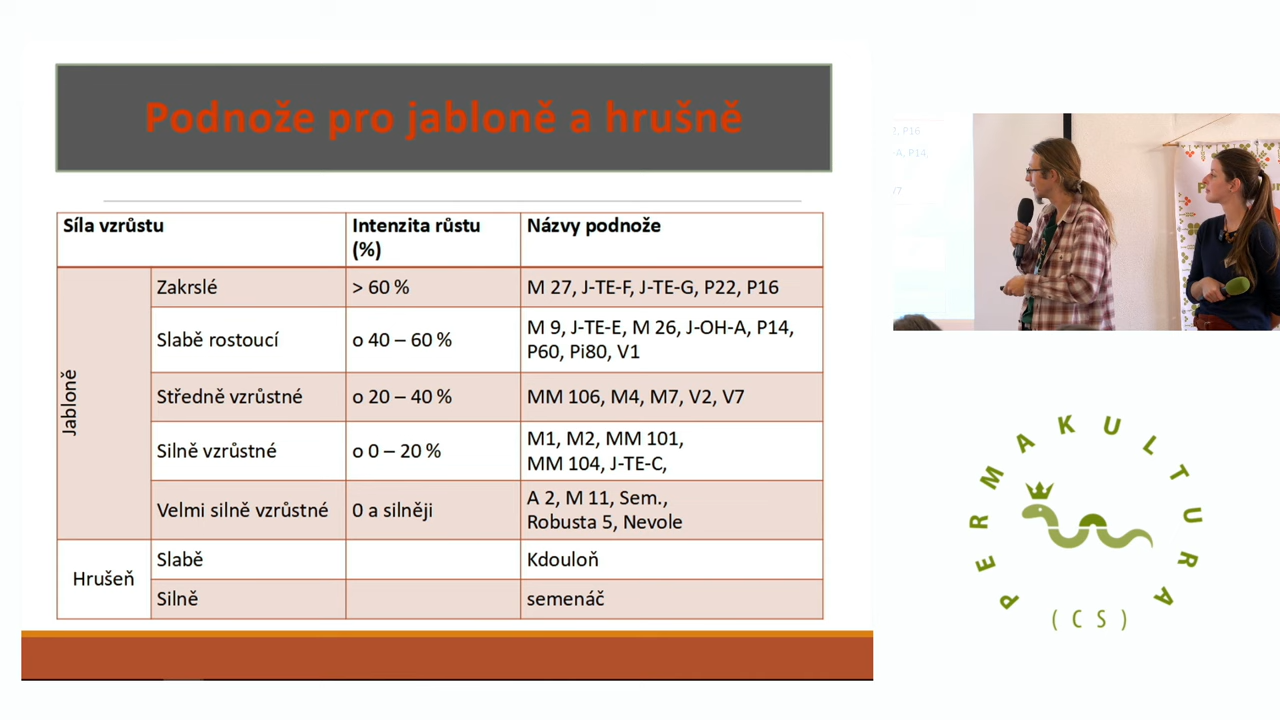 Podnože pro jabloně a hrušně
Síla vzrůstu
Intenzita růstu
(%)
Názvy podnože
Jabloně
Zakrslé
> 60 %
M 27, J-TE-F, J-TE-G, P22, P16
Slabě rostoucí
o 40 – 60 %
M 9, J-TE-E, M 26, J-OH-A, P14,
P60, Pi80, V1
Středně vzrůstné
o 20 – 40 %
MM 106, M4, M7, V2, V7
Silně vzrůstné
o 0 – 20 %
M1, M2, MM 101,
MM 104, J-TE-C,
Velmi silně vzrůstné
0 a silněji
A 2, M 11, Sem.,
Robusta 5, Nevole
Hrušeň
Slabě
Kdouloň
Silně
semenáč
P16
-A, P14,
PERMAKULTURA
(CS)